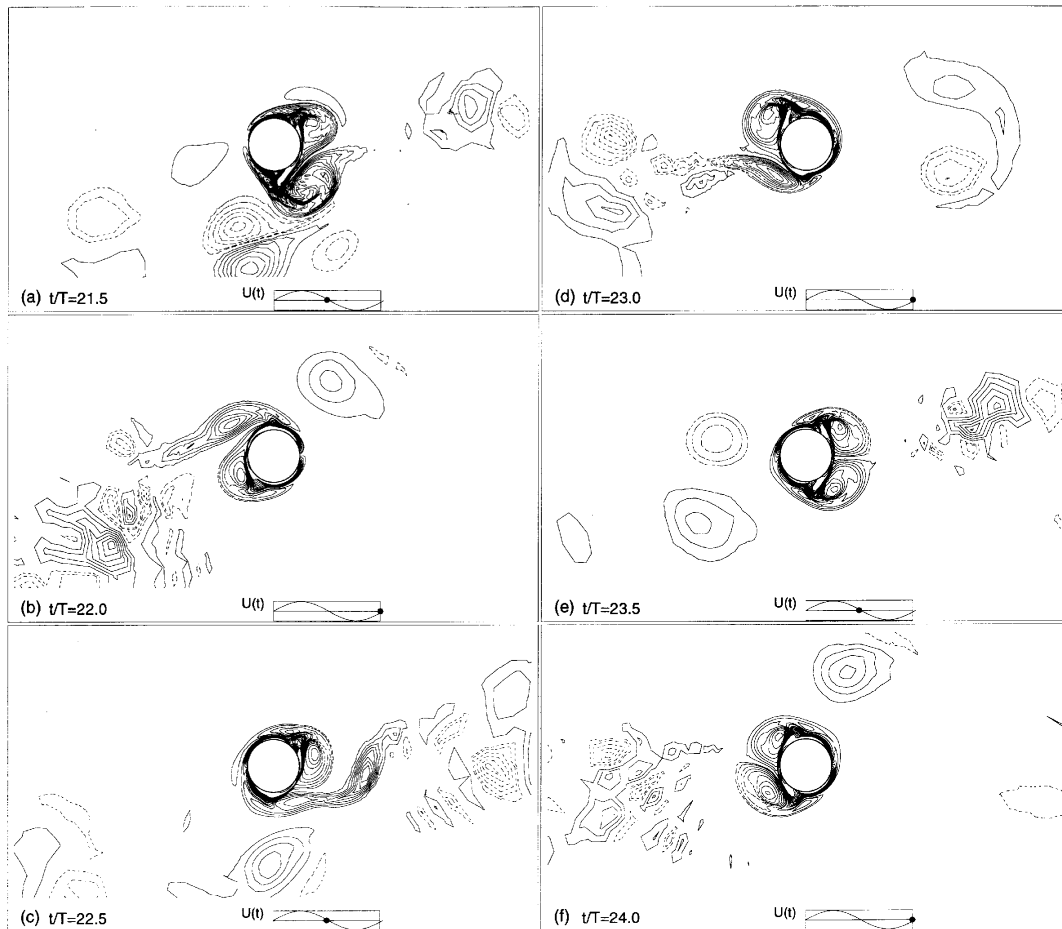 (a) t/T=21.5
U(t)
(b) t/T=22.0
U(t)
(c) t/T=22.5
U(t)
(d) t/T=23.0
U(t)
(e) t/T=23.5
U(t)
(f) t/T=24.0
U(t)